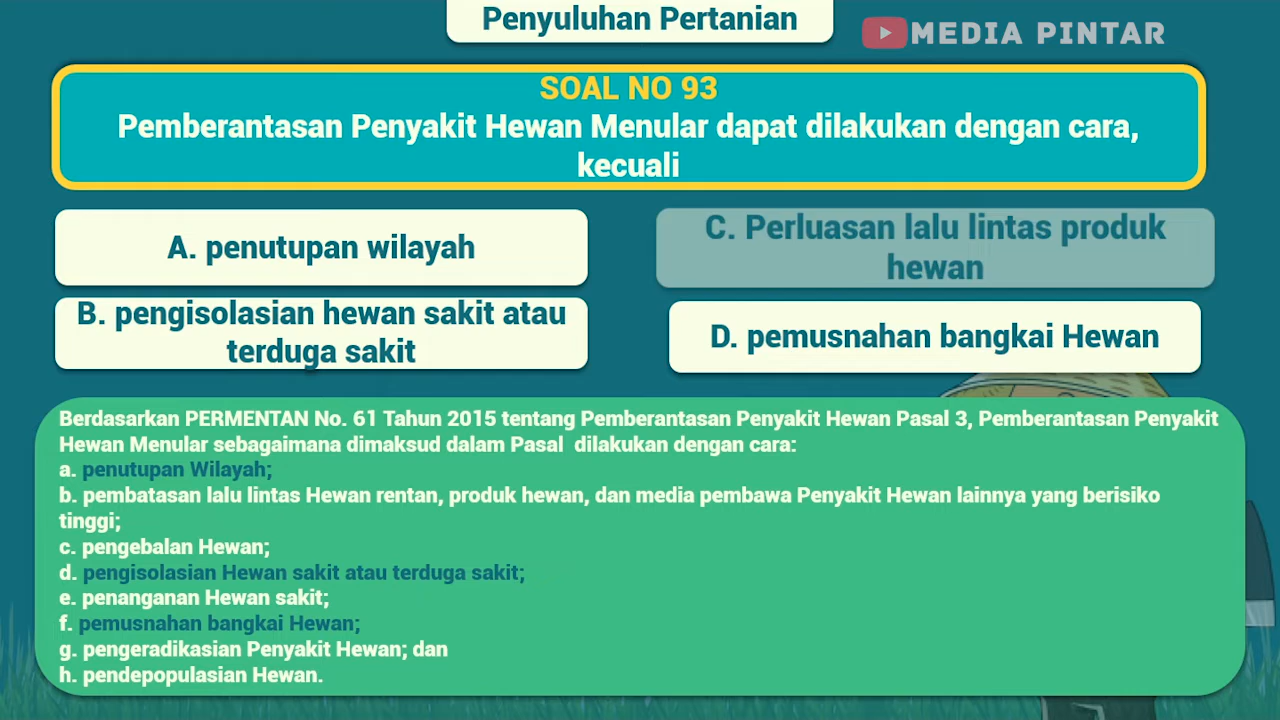 Penyuluhan Pertanian
MEDIA PINTAR
SOAL NO 93
Pemberantasan Penyakit Hewan Menular dapat dilakukan dengan cara,
kecuali
A. penutupan wilayah
C. Perluasan lalu lintas produk
hewan
B. pengisolasian hewan sakit atau
terduga sakit
D. pemusnahan bangkai Hewan
Berdasarkan PERMENTAN No. 61 Tahun 2015 tentang Pemberantasan Penyakit Hewan Pasal 3, Pemberantasan Penyakit
Hewan Menular sebagaimana dimaksud dalam Pasal dilakukan dengan cara:
a. penutupan Wilayah;
b. pembatasan lalu lintas Hewan rentan, produk hewan, dan media pembawa Penyakit Hewan lainnya yang berisiko
tinggi;
c. pengebalan Hewan;
d. pengisolasian Hewan sakit atau terduga sakit;
e. penanganan Hewan sakit;
f. pemusnahan bangkai Hewan;
g. pengeradikasian Penyakit Hewan; dan
h. pendepopulasian Hewan.